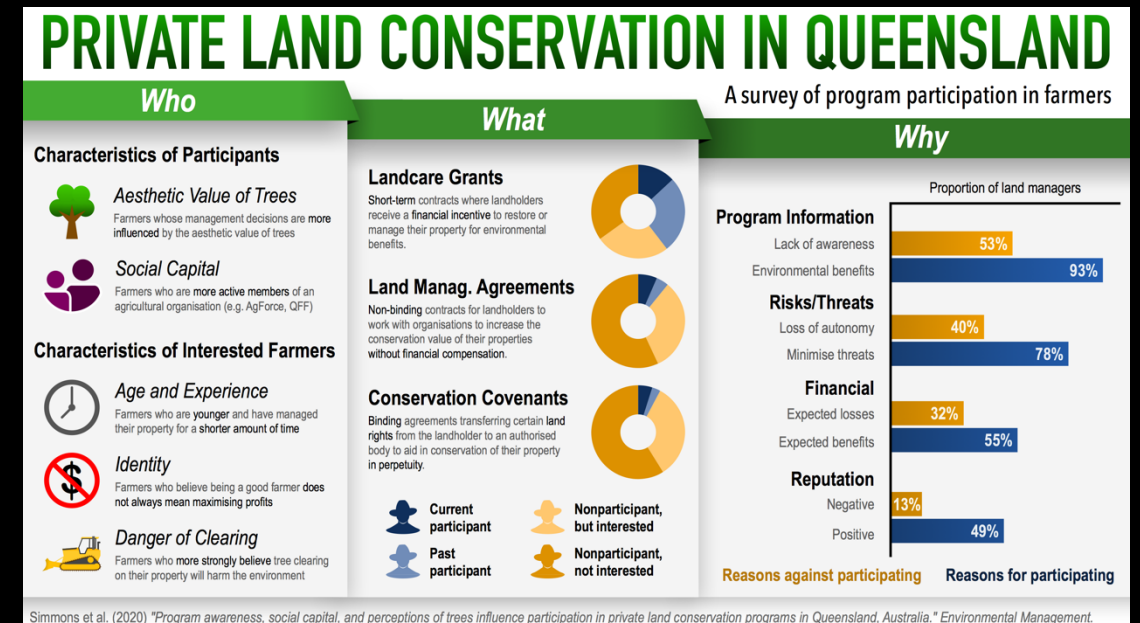 PRIVATE LAND CONSERVATION IN QUEENSLAND
A survey of program participation in farmers
Who
Characteristics of Participants
Aesthetic Value of Trees
Farmers whose management decisions are more
influenced by the aesthetic value of trees
Social Capital
Farmers who are more active members of an
agricultural organisation (e.g. AgForce, QFF)
Characteristics of Interested Farmers
Age and Experience
Farmers who are younger and have managed
their property for a shorter amount of time
Identity
Farmers who believe being a good farmer does
not always mean maximising profits
$
Danger of Clearing
Farmers who more strongly believe tree clearing
on their property will harm the environment
What
Landcare Grants
Short-term contracts where landholders
receive a financial incentive to restore or
manage their property for environmental
benefits.
Land Manag. Agreements
Non-binding contracts for landholders to
work with organisations to increase the
conservation value of their properties
without financial compensation.
Conservation Covenants
Binding agreements transferring certain land
rights from the landholder to an authorised
body to aid in conservation of their property
in perpetuity.
Current
participant
Nonparticipant,
but interested
Past
participant
Nonparticipant,
not interested
Why
Proportion of land managers
Program Information
Lack of awareness 53%
Environmental benefits 93%
Risks/Threats
Loss of autonomy 40%
Minimise threats 78%
Financial
Expected losses 32%
Expected benefits 55%
Reputation
Negative 13%
Positive 49%
Reasons against participating Reasons for participating
Simmons et al. (2020) "Program awareness, social capital, and perceptions of trees influence participation in private land conservation programs in Queensland, Australia." Environmental Management.